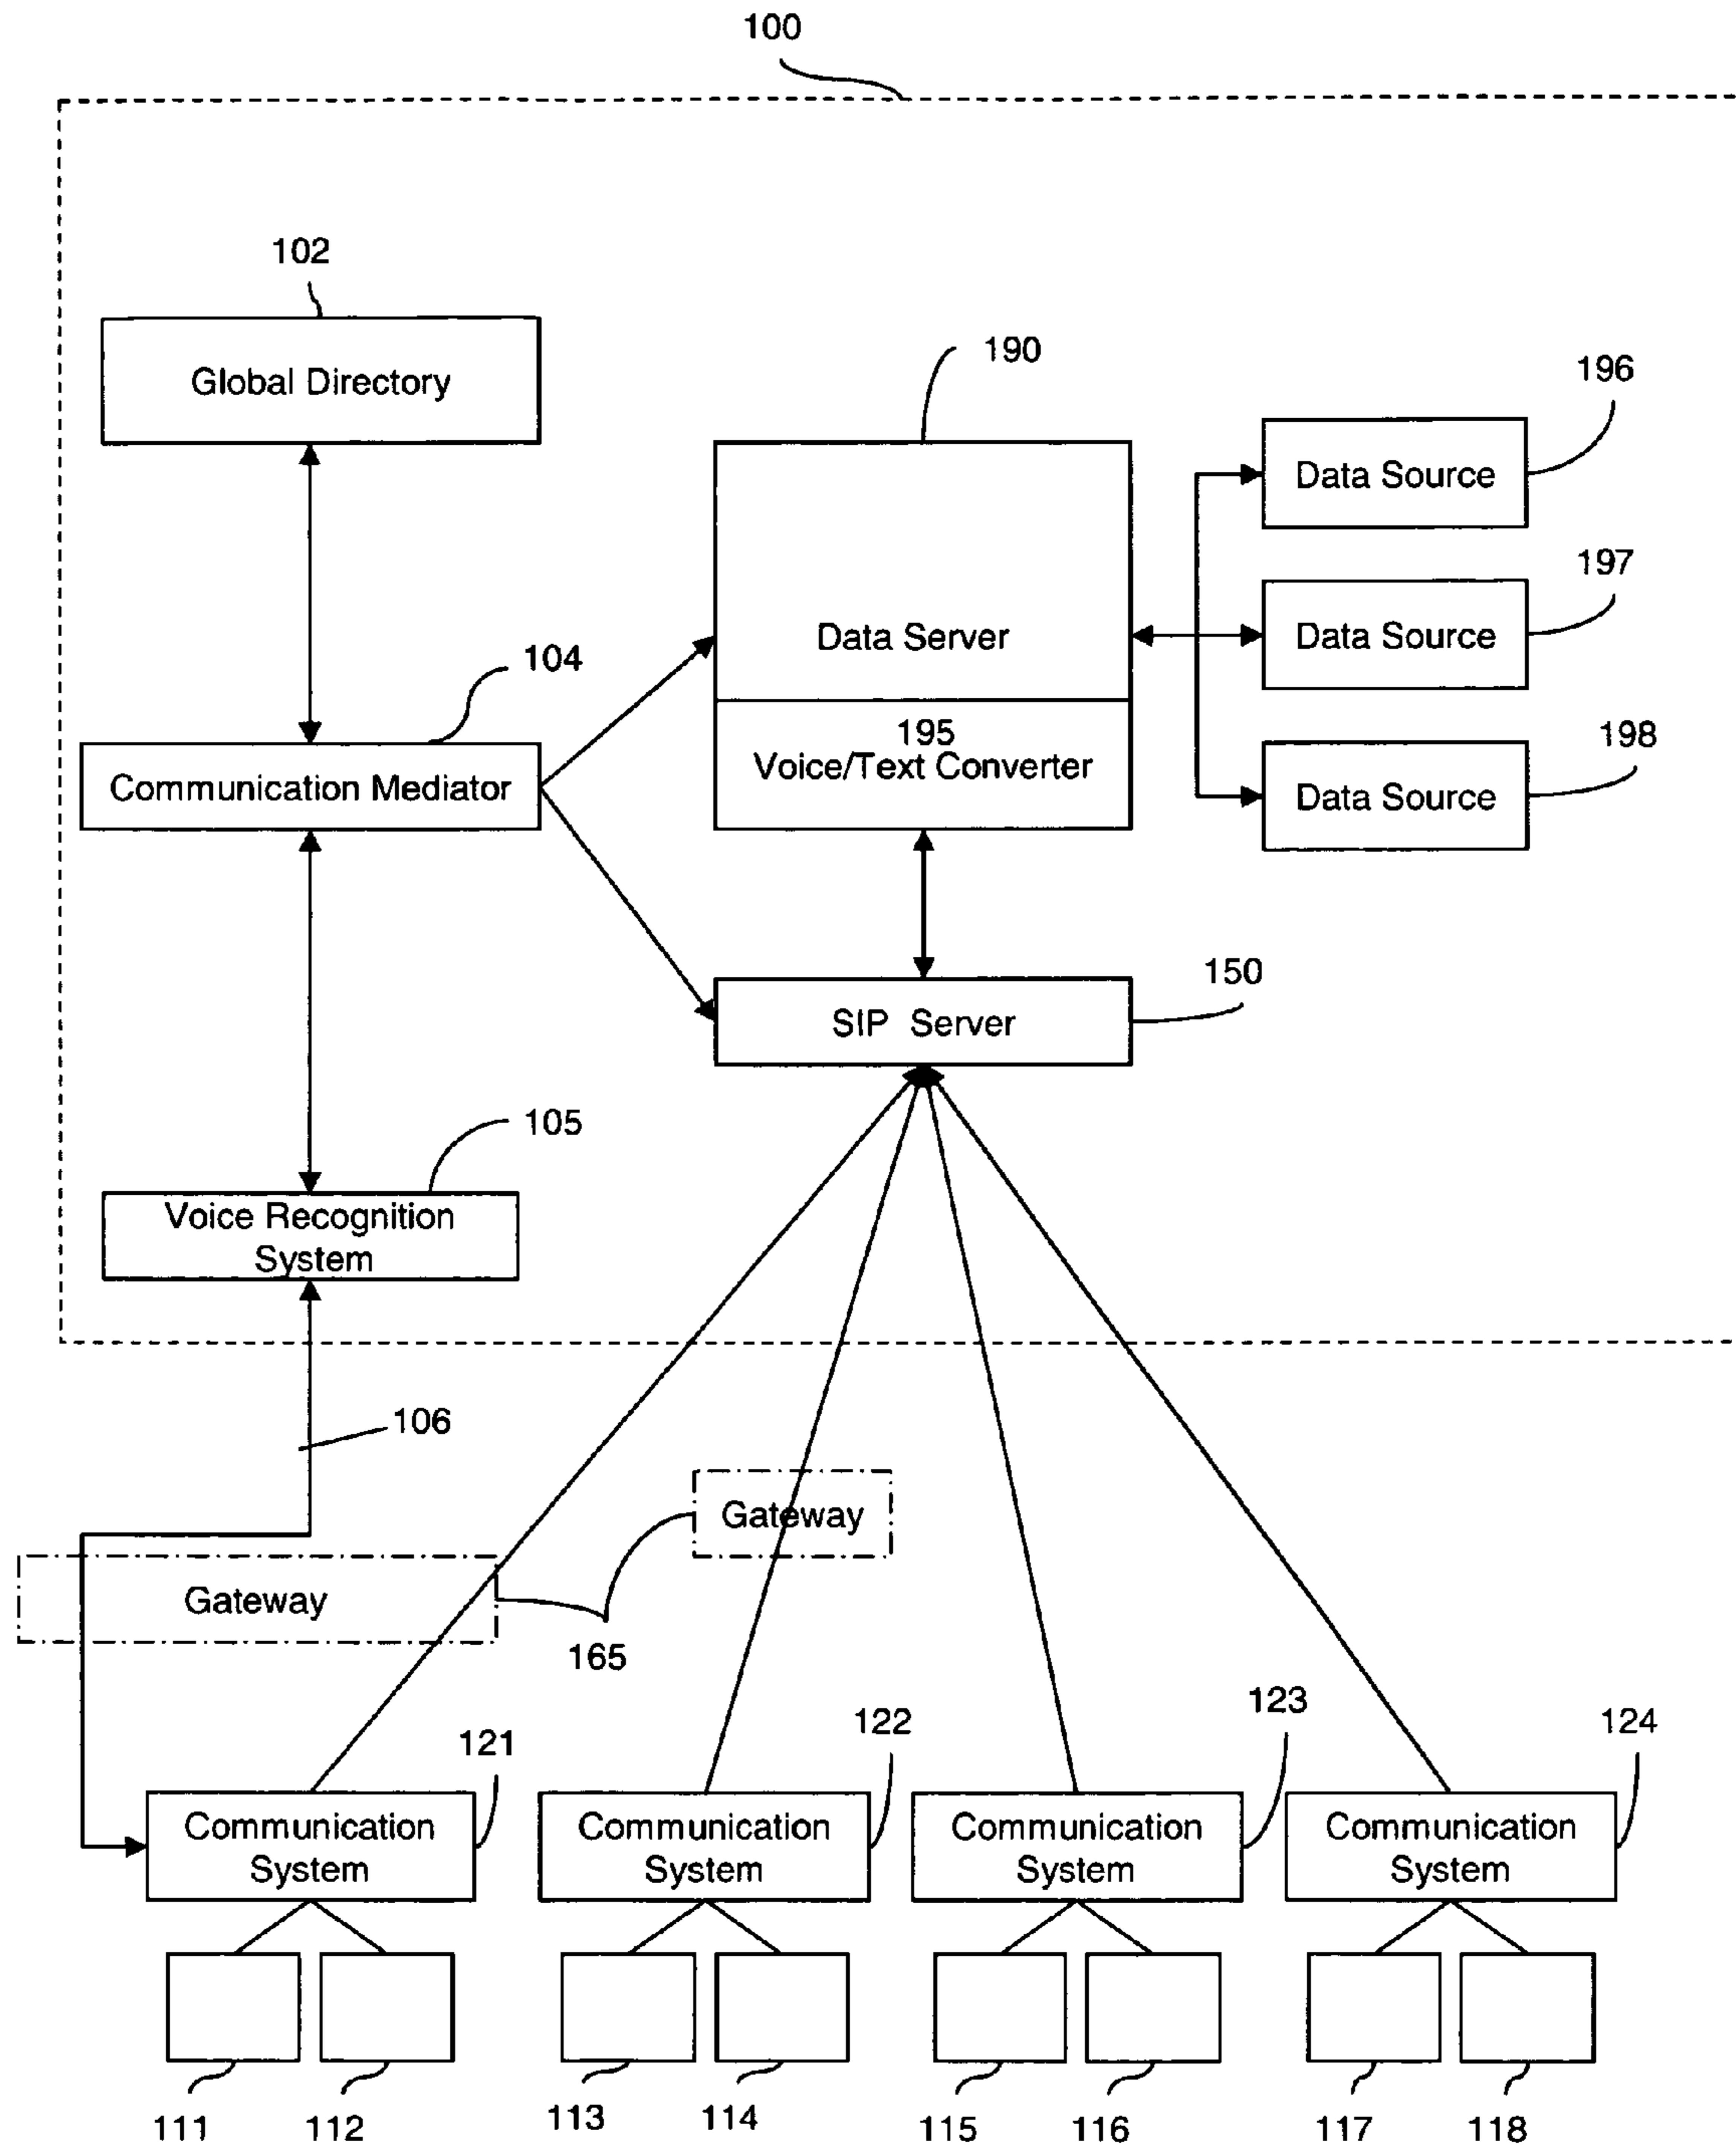 100
102
Global Directory
190
196
Data Source
197
Data Source
Data Server
104
195
Voice/Text Converter
198
Data Source
Communication Mediator
150
SIP Server
105
Voice Recognition
System
106
Gateway
Gateway
165
121
122
123
124
Communication
System
Communication
System
Communication
System
Communication
System
111
112
113
114
115
116
117
118